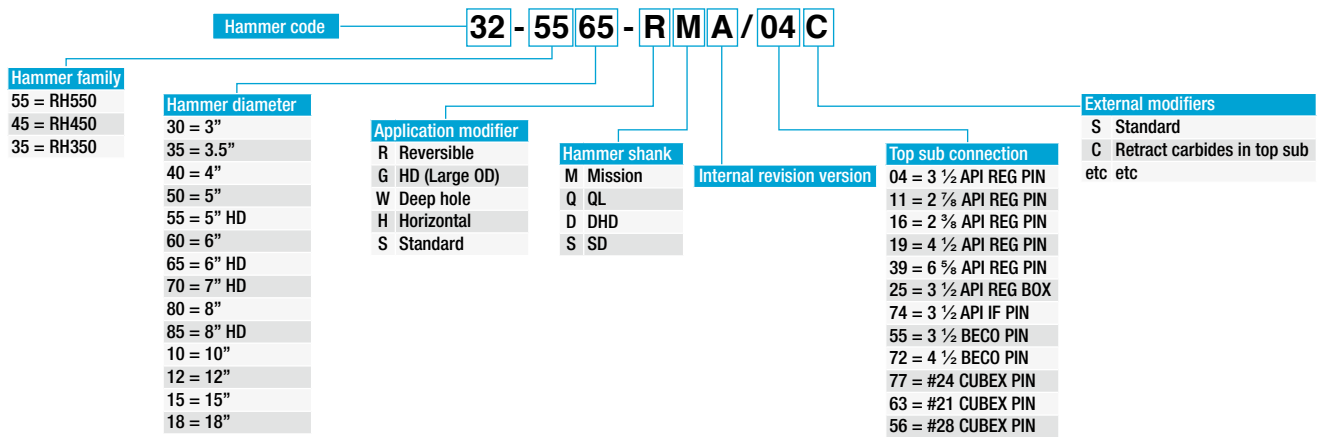 Hammer code
32-5565-RMA/04C
Hammer family
55 = RH550
45 = RH450
35 = RH350
Hammer diameter
30 = 3”
35 = 3.5”
40 = 4”
50 = 5”
55 = 5” HD
60 = 6”
65 = 6” HD
70 = 7” HD
80 = 8”
85 = 8” HD
10 = 10”
12 = 12”
15 = 15”
18 = 18”
Application modifier
R Reversible
G HD (Large OD)
W Deep hole
H Horizontal
S Standard
Hammer shank
M Mission
Q QL
D DHD
S SD
Internal revision version
Top sub connection
04 = 3 ½ API REG PIN
11 = 2 ⅞ API REG PIN
16 = 2 ⅜ API REG PIN
19 = 4 ½ API REG PIN
39 = 6 ⅝ API REG PIN
25 = 3 ½ API REG BOX
74 = 3 ½ API IF PIN
55 = 3 ½ BECO PIN
72 = 4 ½ BECO PIN
77 = #24 CUBEX PIN
63 = #21 CUBEX PIN
56 = #28 CUBEX PIN
External modifiers
S Standard
C Retract carbides in top sub
etc etc